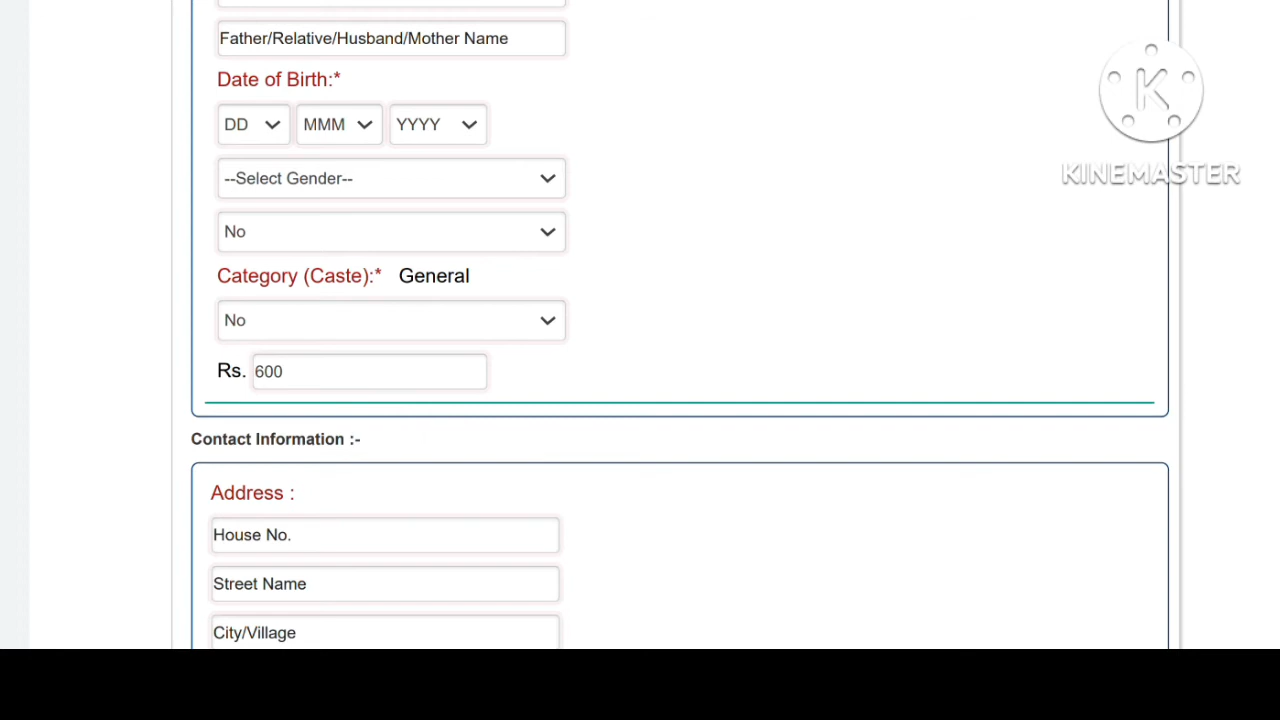 Father/Relative/Husband/Mother Name
Date of Birth:*
DD MMM YYYY
--Select Gender--
No
Category (Caste):* General
No
Rs. 600
Contact Information :-
Address :
House No.
Street Name
City/Village
K
KINEMASTER